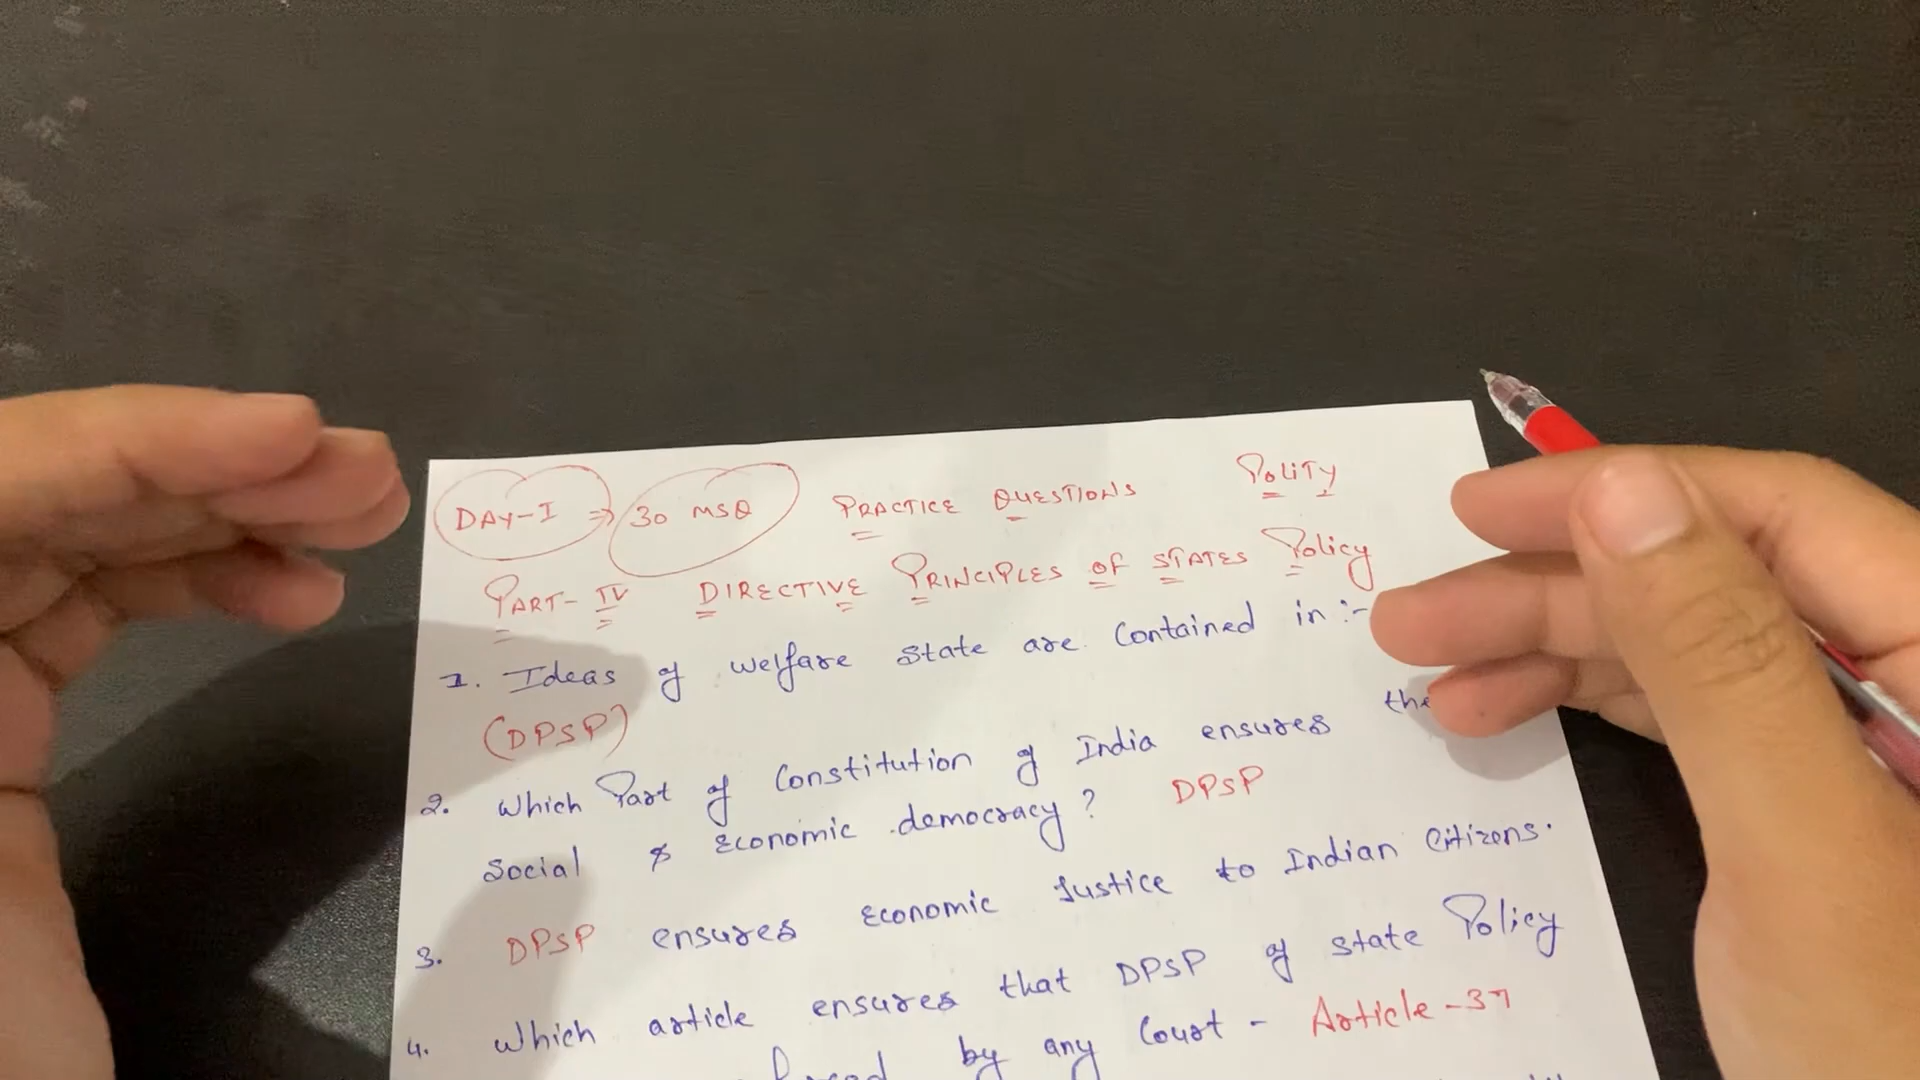 DAY-I ⇒ 30 MSQ PRACTICE QUESTIONS POLITY
PART-IV DIRECTIVE PRINCIPLES OF STATES POLICY
1. Ideas of welfare State are Contained in :-
(DPSP)
2. Which Part of Constitution of India ensures the
Social & Economic democracy? DPSP
3. DPSP ensures Economic Justice to Indian Citizens.
4. Which article ensures that DPSP of State Policy
by any Court - Article-37